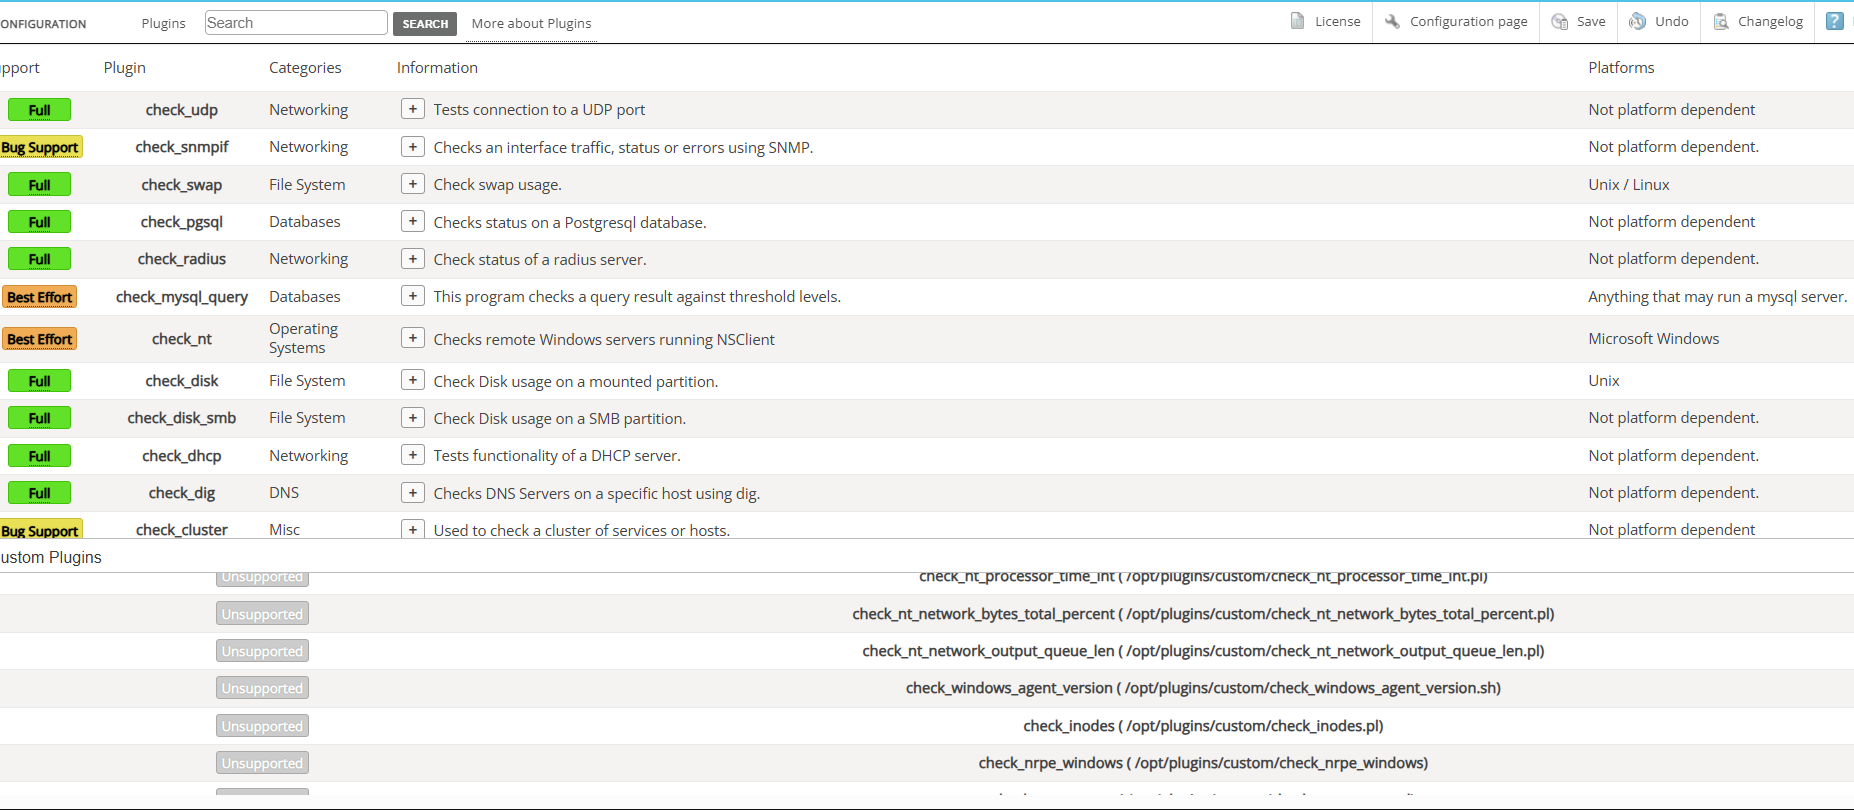 ONFIGURATION Plugins Search SEARCH More about Plugins License Configuration page Save Undo Changelog ?
pport Plugin Categories Information Platforms
Full check_udp Networking + Tests connection to a UDP port Not platform dependent
Bug Support check_snmpif Networking + Checks an interface traffic, status or errors using SNMP. Not platform dependent.
Full check_swap File System + Check swap usage. Unix / Linux
Full check_pgsql Databases + Checks status on a Postgresql database. Not platform dependent
Full check_radius Networking + Check status of a radius server. Not platform dependent.
Best Effort check_mysql_query Databases + This program checks a query result against threshold levels. Anything that may run a mysql server.
Best Effort check_nt Operating Systems + Checks remote Windows servers running NSClient Microsoft Windows
Full check_disk File System + Check Disk usage on a mounted partition. Unix
Full check_disk_smb File System + Check Disk usage on a SMB partition. Not platform dependent.
Full check_dhcp Networking + Tests functionality of a DHCP server. Not platform dependent.
Full check_dig DNS + Checks DNS Servers on a specific host using dig. Not platform dependent.
Bug Support check_cluster Misc + Used to check a cluster of services or hosts. Not platform dependent
ustom Plugins
Unsupported check_nt_processor_time_int ( /opt/plugins/custom/check_nt_processor_time_int.pl)
Unsupported check_nt_network_bytes_total_percent ( /opt/plugins/custom/check_nt_network_bytes_total_percent.pl)
Unsupported check_nt_network_output_queue_len ( /opt/plugins/custom/check_nt_network_output_queue_len.pl)
Unsupported check_windows_agent_version ( /opt/plugins/custom/check_windows_agent_version.sh)
Unsupported check_inodes ( /opt/plugins/custom/check_inodes.pl)
Unsupported check_nrpe_windows ( /opt/plugins/custom/check_nrpe_windows)